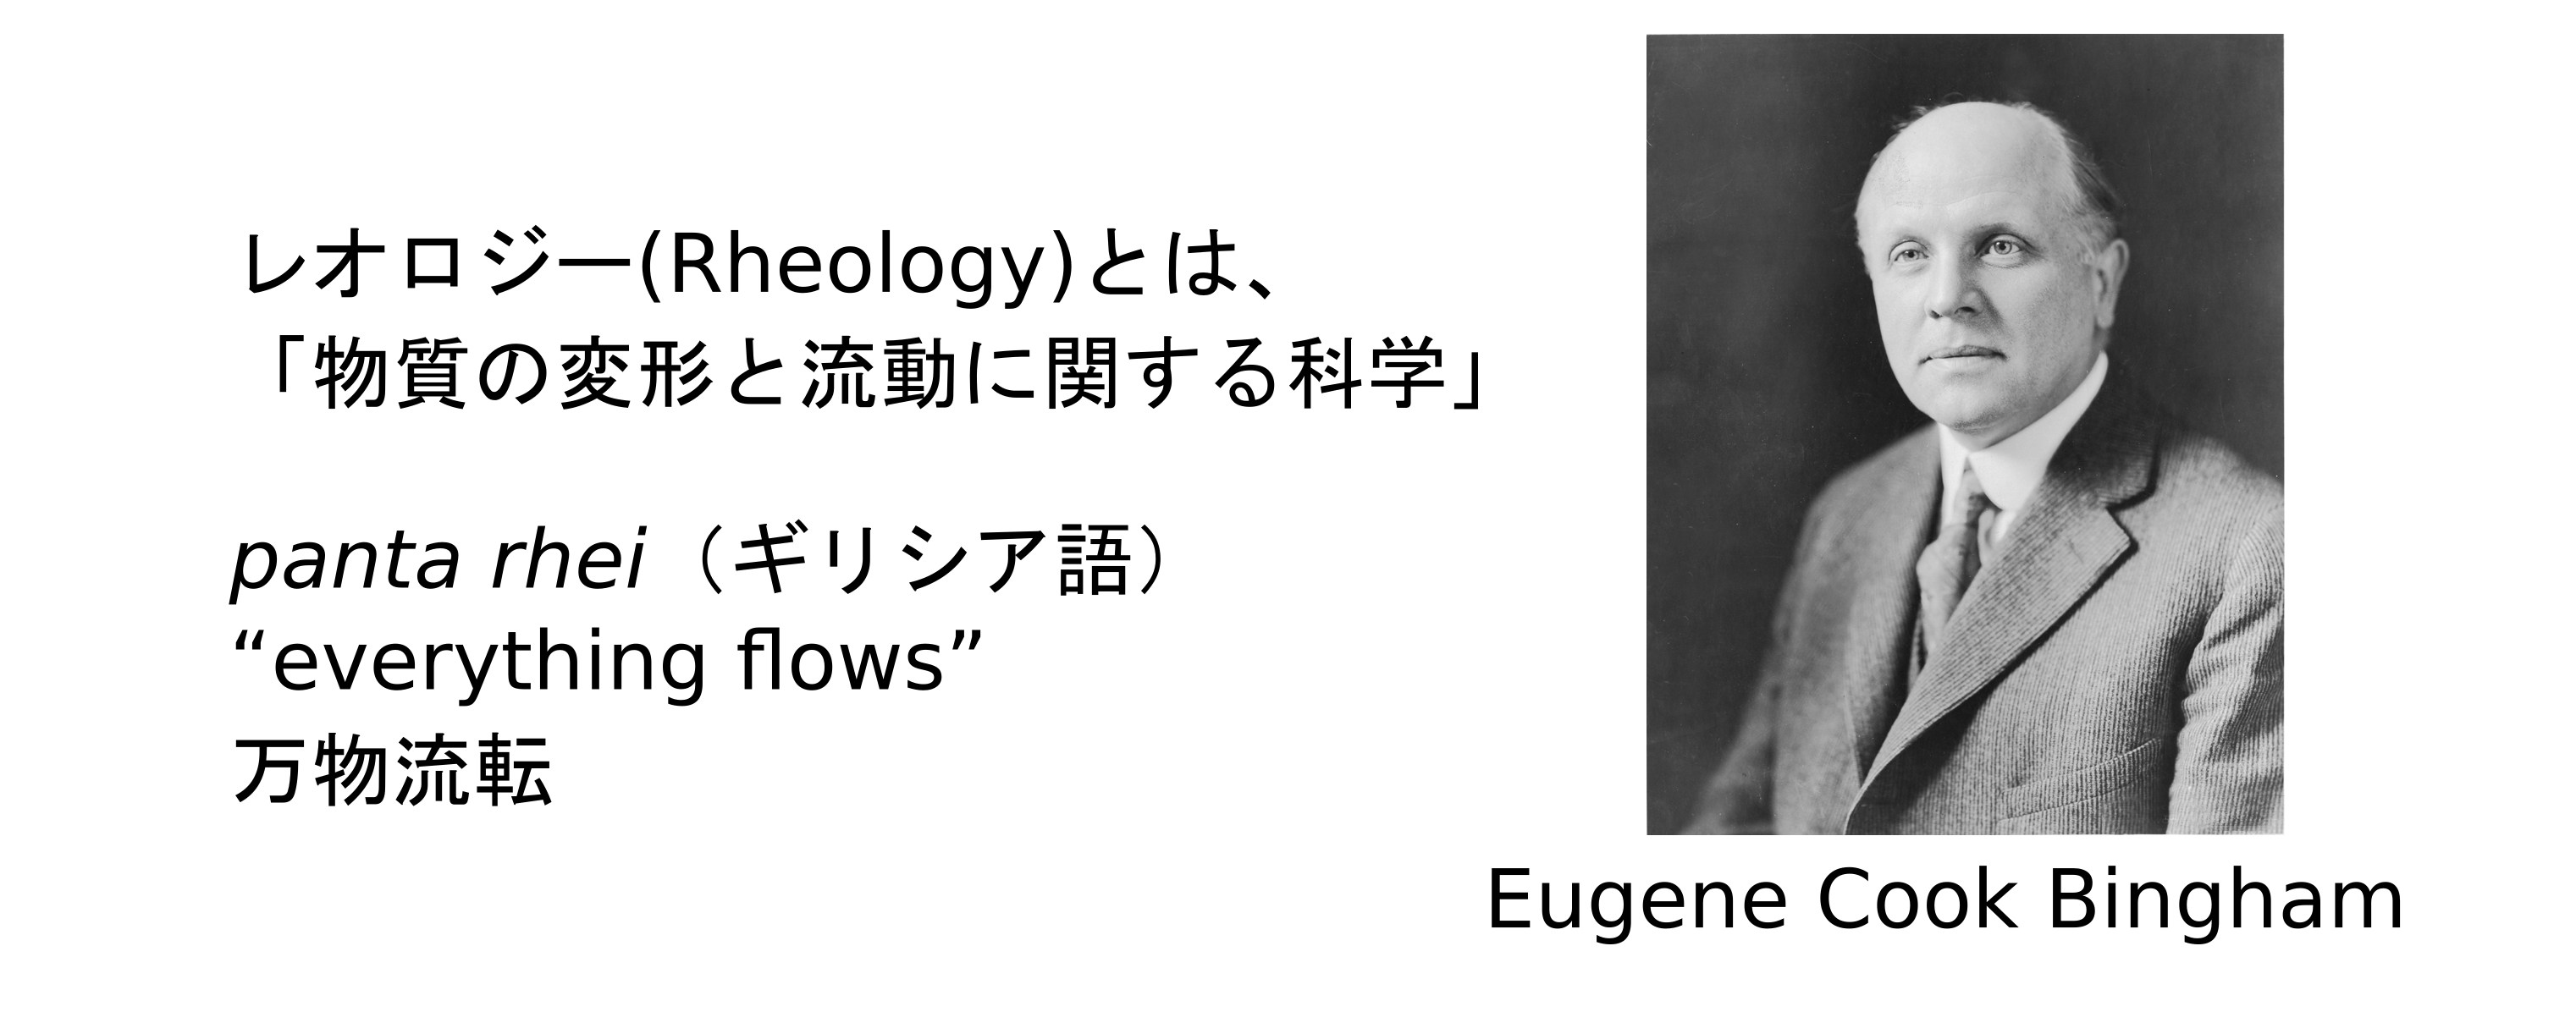 レオロジー(Rheology)とは、
「物質の変形と流動に関する科学」
panta rhei（ギリシア語）
“everything flows”
万物流転
Eugene Cook Bingham